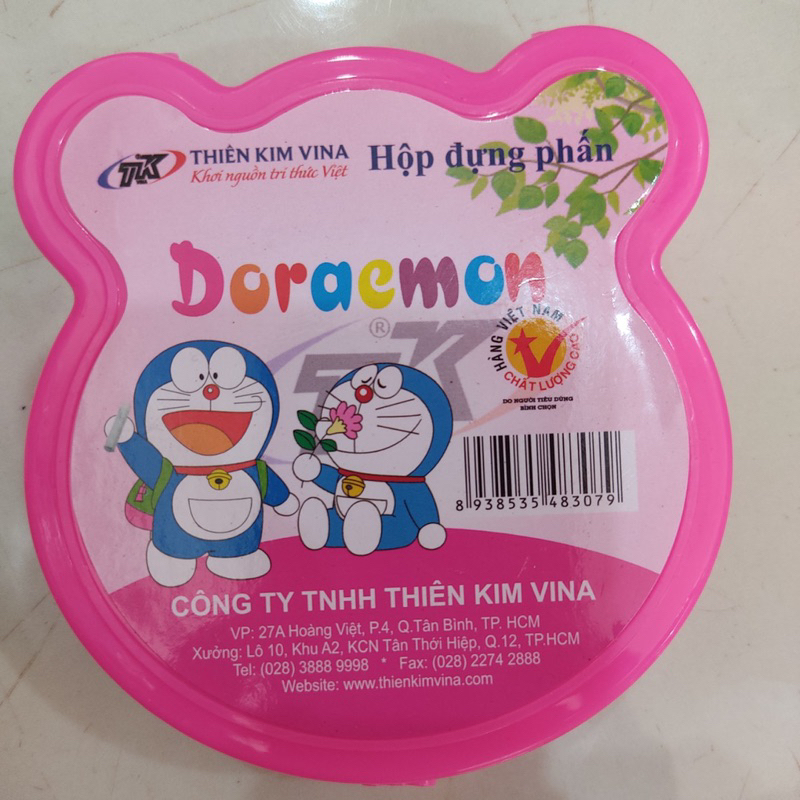 TK THIÊN KIM VINA
Khơi nguồn tri thức Việt
Hộp đựng phấn
Doraemon
®
TK
HÀNG VIỆT NAM
CHẤT LƯỢNG CAO
DO NGƯỜI TIÊU DÙNG
BÌNH CHỌN
8 938535 483079
CÔNG TY TNHH THIÊN KIM VINA
VP: 27A Hoàng Việt, P.4, Q.Tân Bình, TP. HCM
Xưởng: Lô 10, Khu A2, KCN Tân Thới Hiệp, Q.12, TP.HCM
Tel: (028) 3888 9998 * Fax: (028) 2274 2888
Website: www.thienkimvina.com